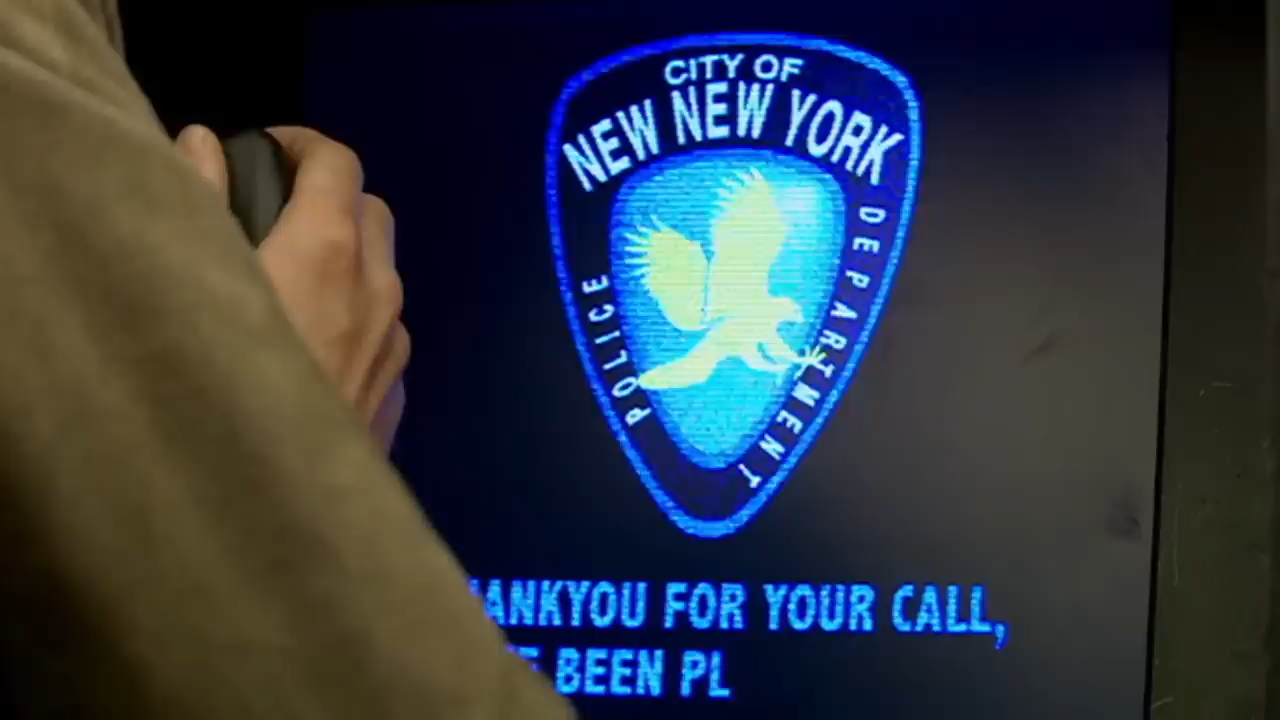 CITY OF
NEW NEW YORK
POLICE
DEPARTMENT
ANKYOU FOR YOUR CALL,
BEEN PL